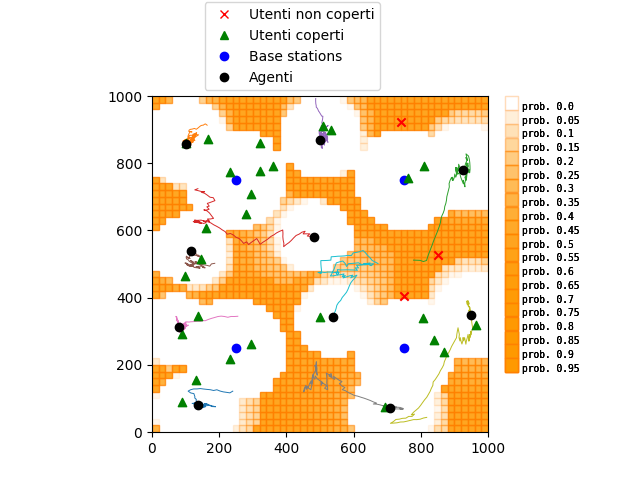 Utenti non coperti
Utenti coperti
Base stations
Agenti
1000
800
600
400
200
0
0
200
400
600
800
1000
prob. 0.0
prob. 0.05
prob. 0.1
prob. 0.15
prob. 0.2
prob. 0.25
prob. 0.3
prob. 0.35
prob. 0.4
prob. 0.45
prob. 0.5
prob. 0.55
prob. 0.6
prob. 0.65
prob. 0.7
prob. 0.75
prob. 0.8
prob. 0.85
prob. 0.9
prob. 0.95